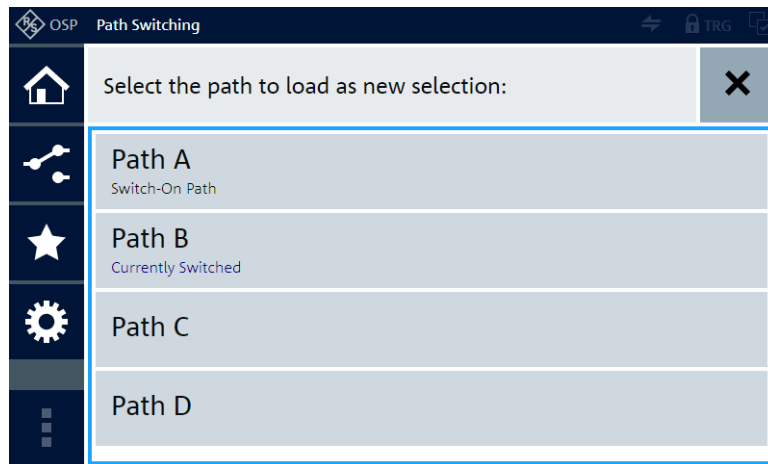 R&S OSP Path Switching TRG
Select the path to load as new selection:
Path A
Switch-On Path
Path B
Currently Switched
Path C
Path D